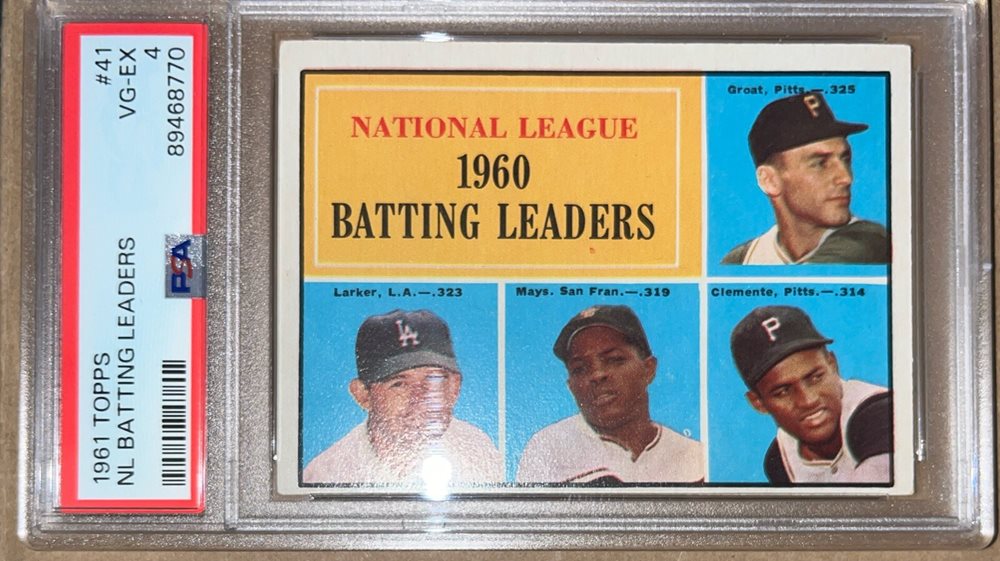 1961 TOPPS
NL BATTING LEADERS
#41
VG-EX
4
89468770
PSA
NATIONAL LEAGUE
1960
BATTING LEADERS
Groat, Pitts.—.325
P
Larker, L.A.—.323
LA
Mays. San Fran.—.319
Clemente, Pitts.—.314
P